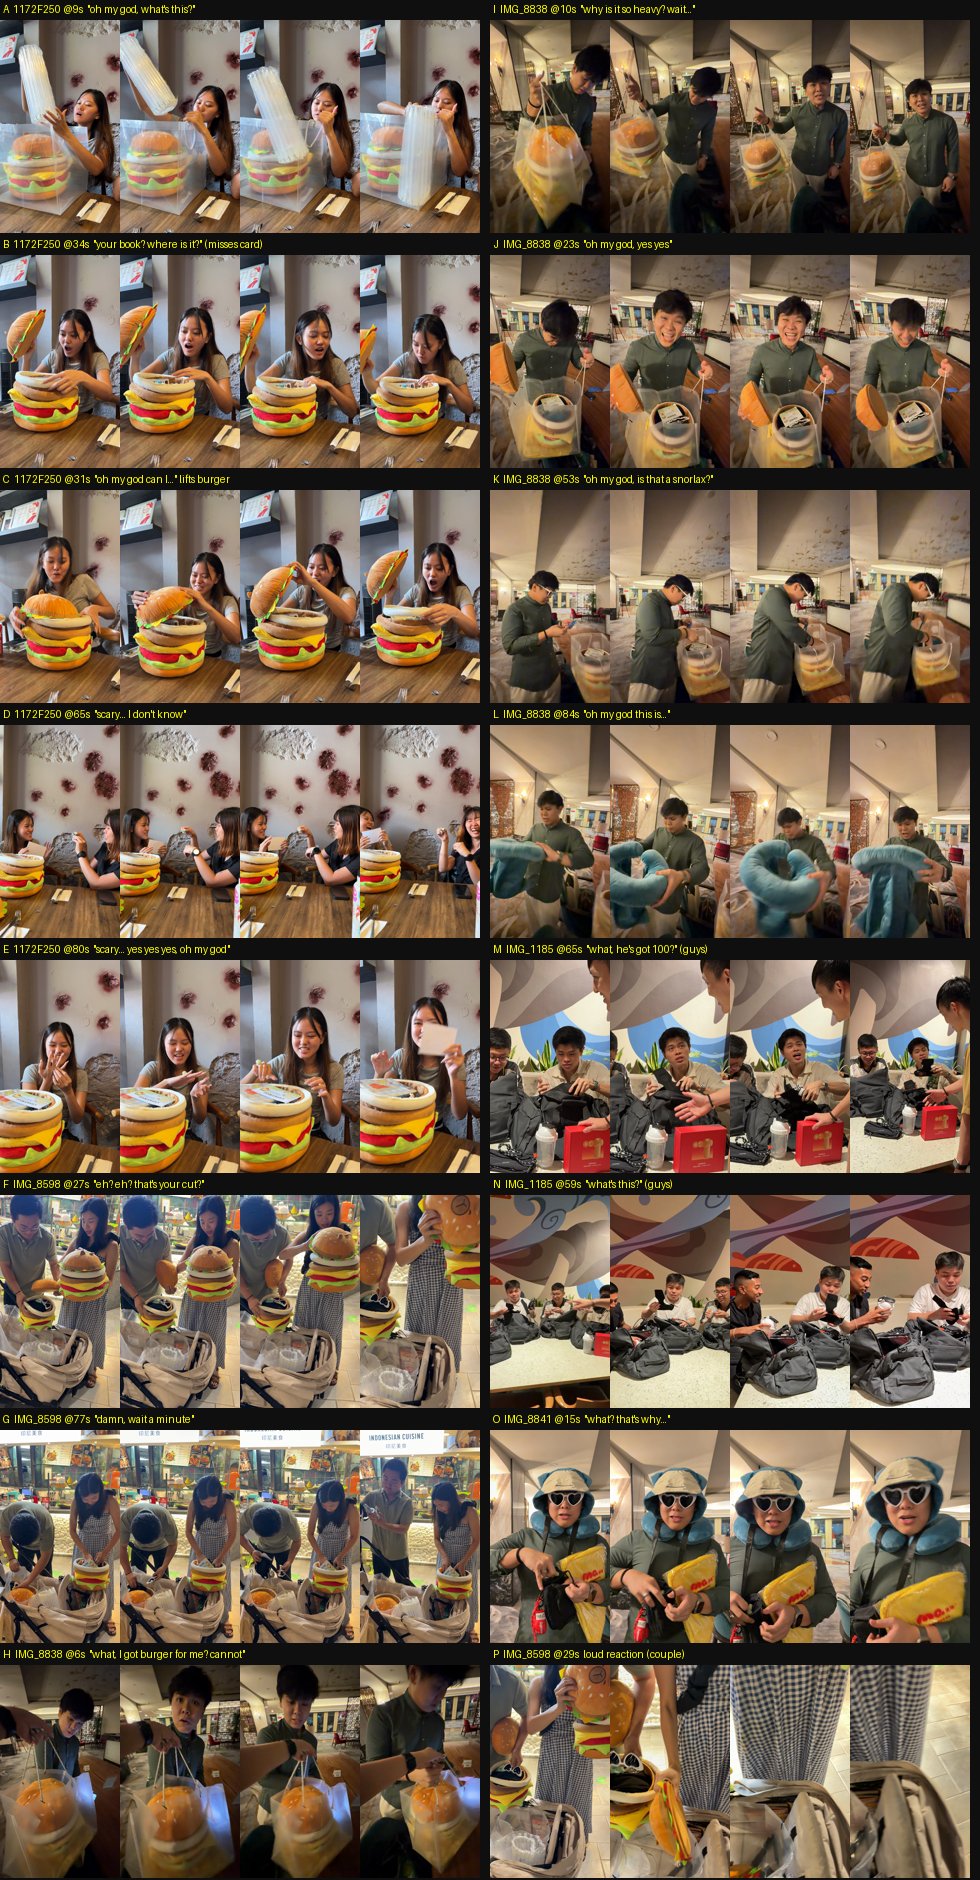 A 1172F250 @9s "oh my god, what's this?"
B 1172F250 @34s "your book? where is it?" (misses card)
C 1172F250 @31s "oh my god can I..." lifts burger
D 1172F250 @65s "scary... I don't know"
E 1172F250 @80s "scary... yes yes yes, oh my god"
F IMG_8598 @27s "eh? eh? that's your cut?"
G IMG_8598 @77s "damn, wait a minute"
INDONESIAN CUISINE
H IMG_8838 @6s "what, I got burger for me? cannot"
I IMG_8838 @10s "why is it so heavy? wait..."
J IMG_8838 @23s "oh my god, yes yes"
K IMG_8838 @53s "oh my god, is that a snorlax?"
L IMG_8838 @84s "oh my god this is..."
M IMG_1185 @65s "what, he's got 100?" (guys)
N IMG_1185 @59s "what's this?" (guys)
O IMG_8841 @15s "what? that's why..."
P IMG_8598 @29s loud reaction (couple)